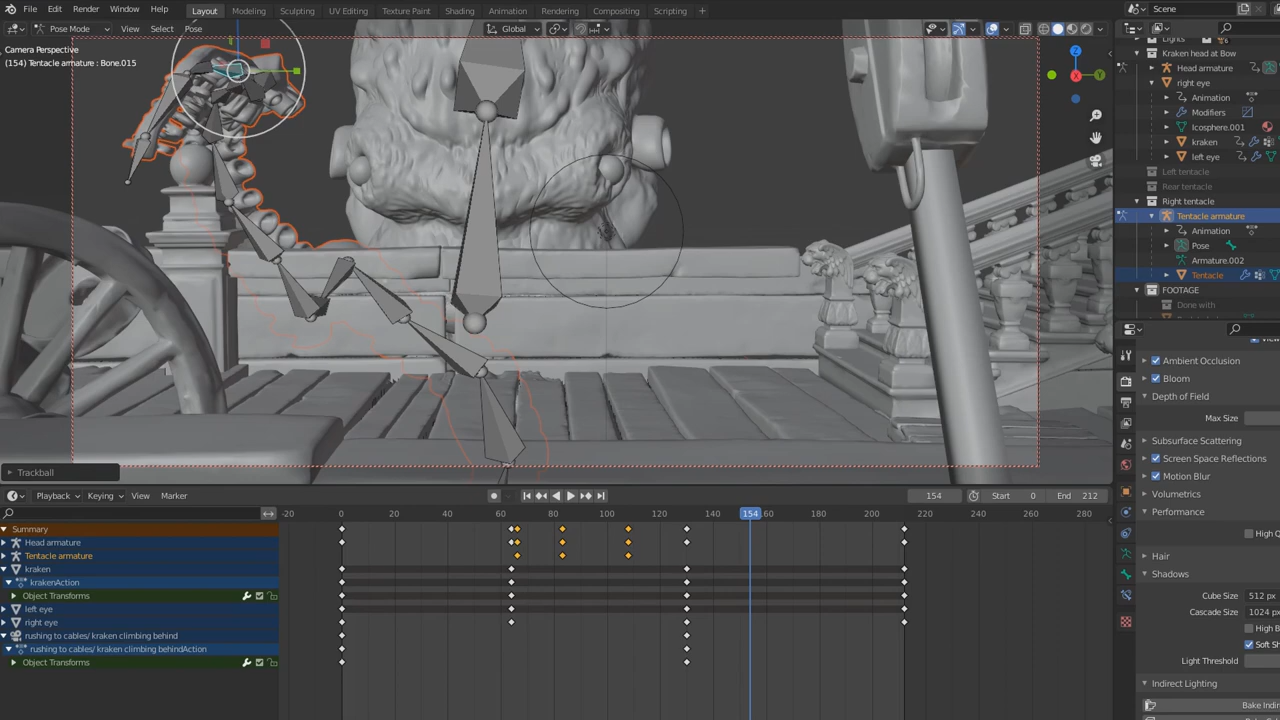 File Edit Render Window Help Layout Modeling Sculpting UV Editing Texture Paint Shading Animation Rendering Compositing Scripting Scene
Pose Mode View Select Pose Global
Camera Perspective
(154) Tentacle armature : Bone.015
X
Y
Z
Lights
Kraken head at Bow
Head armature
right eye
Animation
Modifiers
Icosphere.001
kraken
left eye
Left tentacle
Rear tentacle
Right tentacle
Tentacle armature
Animation
Pose
Armature.002
Tentacle
FOOTAGE
Done with
Ambient Occlusion
Bloom
Depth of Field
Max Size
Subsurface Scattering
Screen Space Reflections
Motion Blur
Volumetrics
Performance
High Q
Hair
Shadows
Cube Size 512 px
Cascade Size 1024 px
High B
Soft Sh
Light Threshold
Indirect Lighting
Bake Indi
Trackball
Playback Keying View Marker 154 Start 0 End 212
-20 0 20 40 60 80 100 120 154 60 180 200 220 240 260 280
Summary
Head armature
Tentacle armature
kraken
krakenAction
Object Transforms
left eye
right eye
rushing to cables/ kraken climbing behind
rushing to cables/ kraken climbing behindAction
Object Transforms